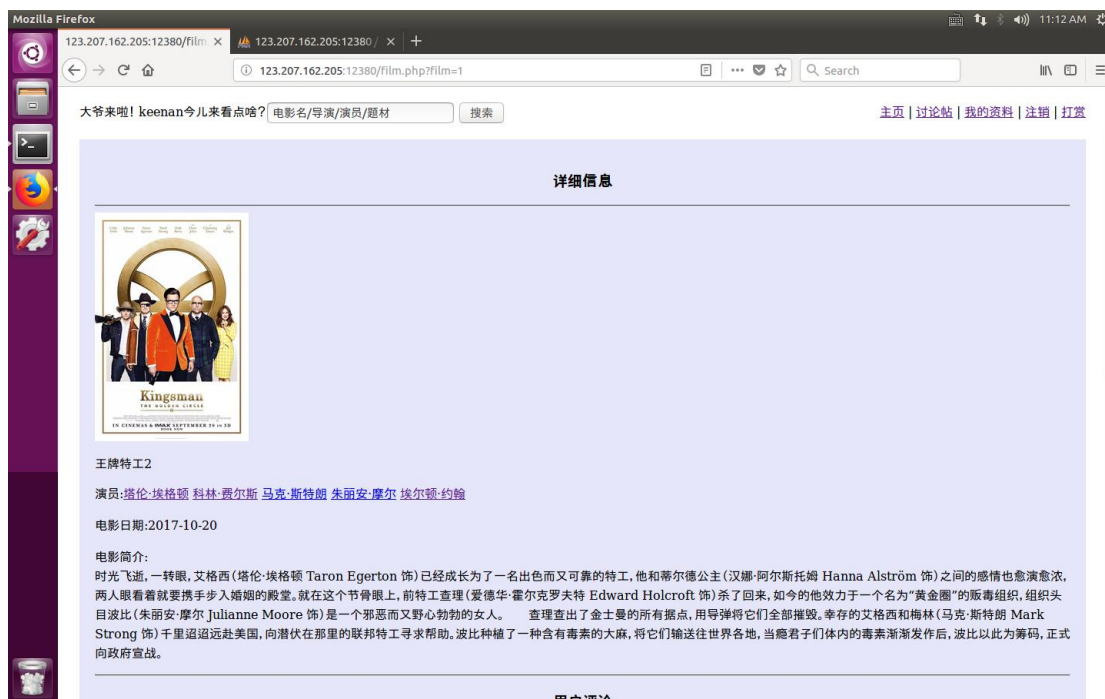 Mozilla Firefox
11:12 AM
123.207.162.205:12380/film
123.207.162.205:12380/
123.207.162.205:12380/film.php?film=1
Search
大爷来啦! keenan今儿来看点啥? 电影名/导演/演员/题材 搜索
主页 | 讨论帖 | 我的资料 | 注销 | 打赏
详细信息
Kingsman
THE GOLDEN CIRCLE
IN CINEMAS & IMAX SEPTEMBER
BOOK NOW
王牌特工2
演员:塔伦·埃格顿 科林·费尔斯 马克·斯特朗 朱丽安·摩尔 埃尔顿·约翰
电影日期:2017-10-20
电影简介:
时光飞逝,一转眼,艾格西(塔伦·埃格顿 Taron Egerton 饰)已经成长为了一名出色而又可靠的特工,他和蒂尔德公主(汉娜·阿尔斯托姆 Hanna Alström 饰)之间的感情也愈演愈浓,
两人眼看着就要携手步入婚姻的殿堂。就在这个节骨眼上,前特工查理(爱德华·霍尔克罗夫特 Edward Holcroft 饰)杀了回来,如今的他效力于一个名为"黄金圈"的贩毒组织,组织头
目波比(朱丽安·摩尔 Julianne Moore 饰)是一个邪恶而又野心勃勃的女人。 查理查出了金士曼的所有据点,用导弹将它们全部摧毁。幸存的艾格西和梅林(马克·斯特朗 Mark
Strong 饰)千里迢迢远赴美国,向潜伏在那里的联邦特工寻求帮助。波比种植了一种含有毒素的大麻,将它们输送往世界各地,当瘾君子们体内的毒素渐渐发作后,波比以此为筹码,正式
向政府宣战。
用户评论